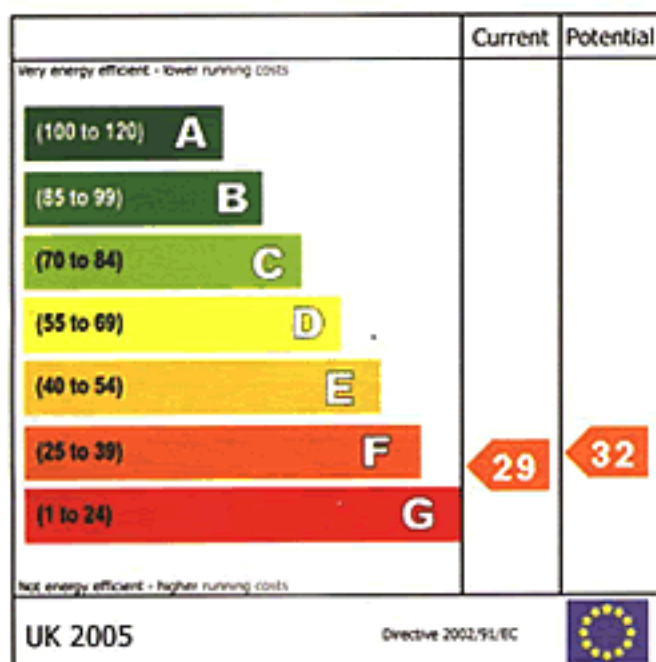 Current Potential
Very energy efficient - lower running costs
(100 to 120) A
(85 to 99) B
(70 to 84) C
(55 to 69) D
(40 to 54) E
(25 to 39) F 29 32
(1 to 24) G
Not energy efficient - higher running costs
UK 2005 Directive 2002/91/EC